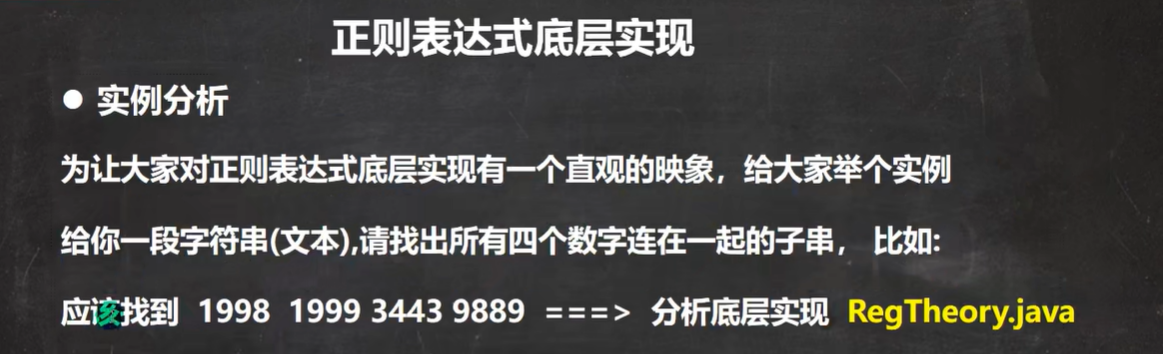 正则表达式底层实现
● 实例分析
为让大家对正则表达式底层实现有一个直观的映象，给大家举个实例
给你一段字符串(文本),请找出所有四个数字连在一起的子串， 比如:
应该找到 1998 1999 3443 9889 ===> 分析底层实现 RegTheory.java